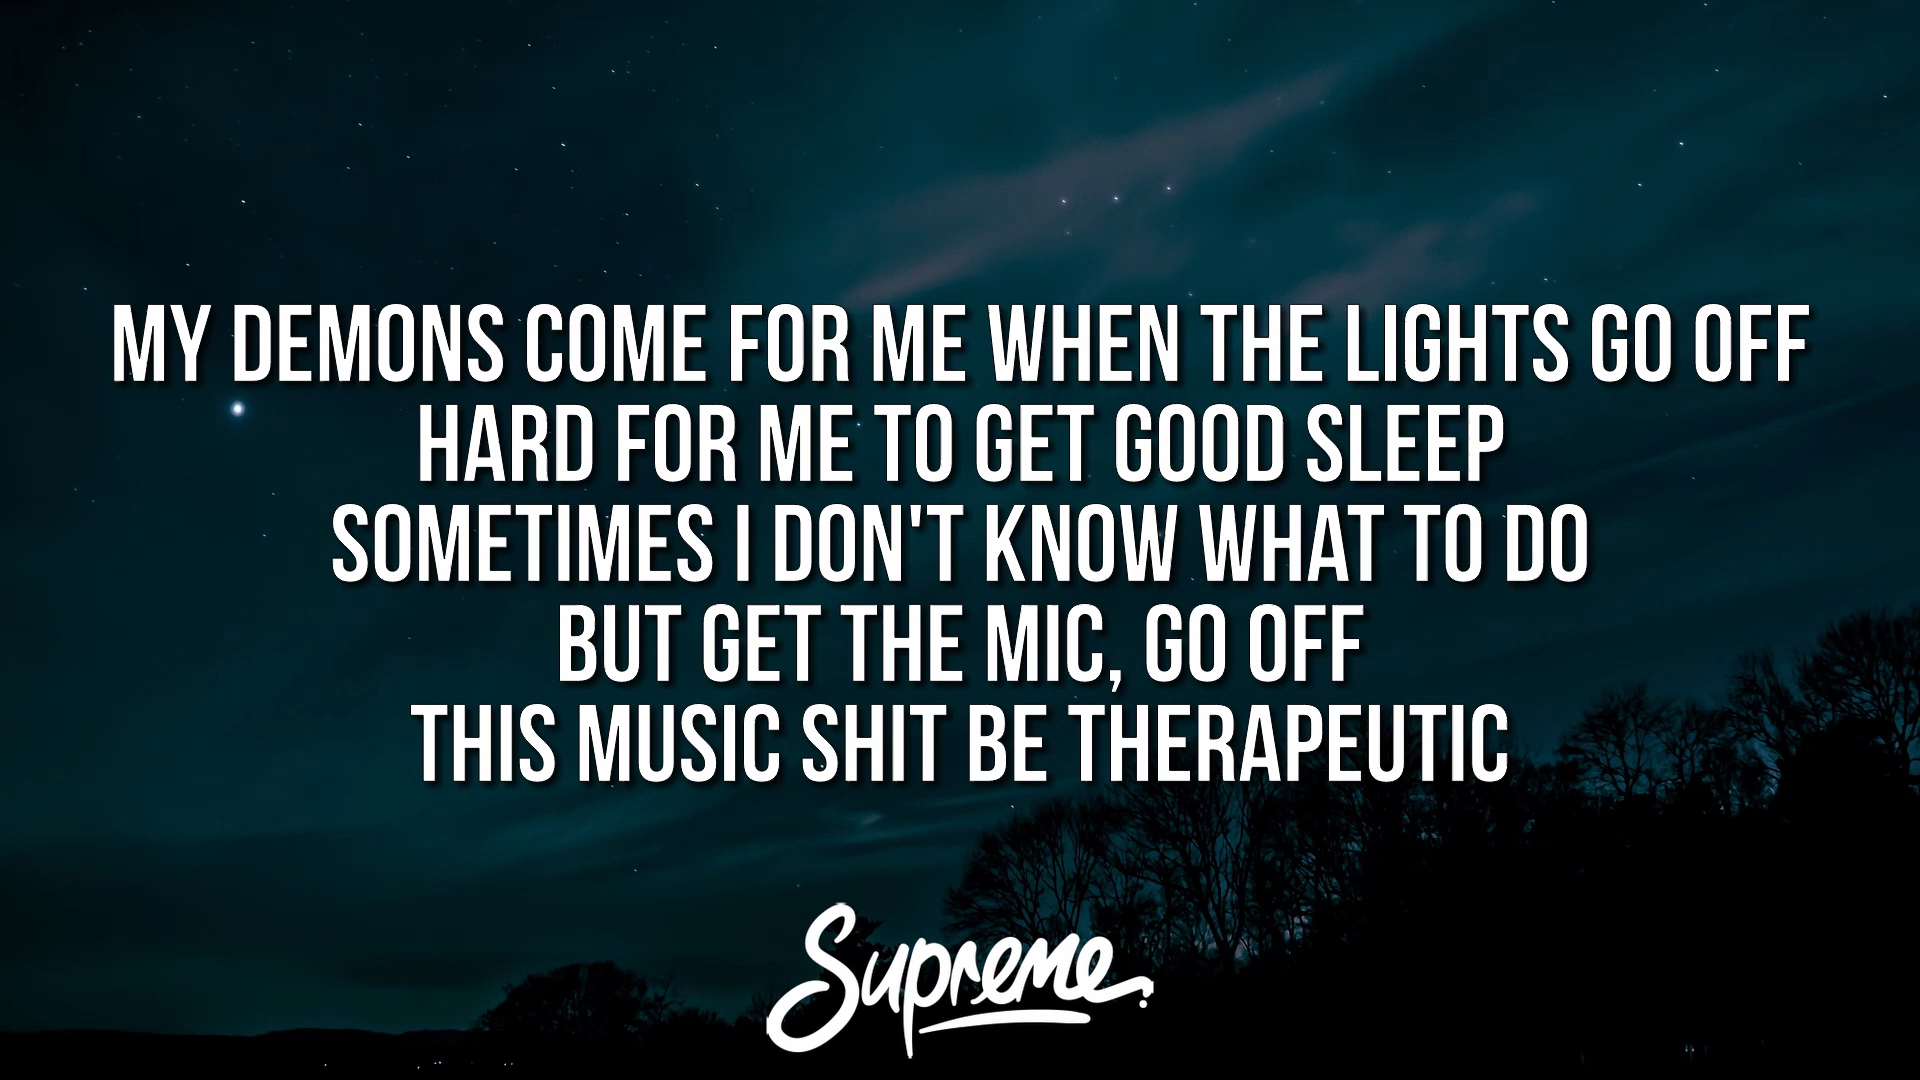 MY DEMONS COME FOR ME WHEN THE LIGHTS GO OFF
HARD FOR ME TO GET GOOD SLEEP
SOMETIMES I DON'T KNOW WHAT TO DO
BUT GET THE MIC, GO OFF
THIS MUSIC SHIT BE THERAPEUTIC
Supreme.